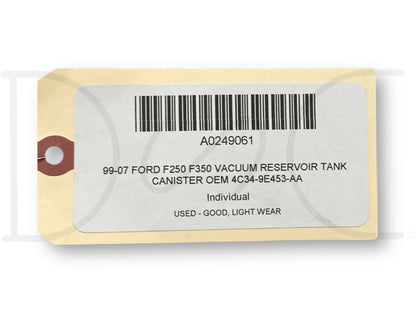 A0249061
99-07 FORD F250 F350 VACUUM RESERVOIR TANK
CANISTER OEM 4C34-9E453-AA
Individual
USED - GOOD, LIGHT WEAR